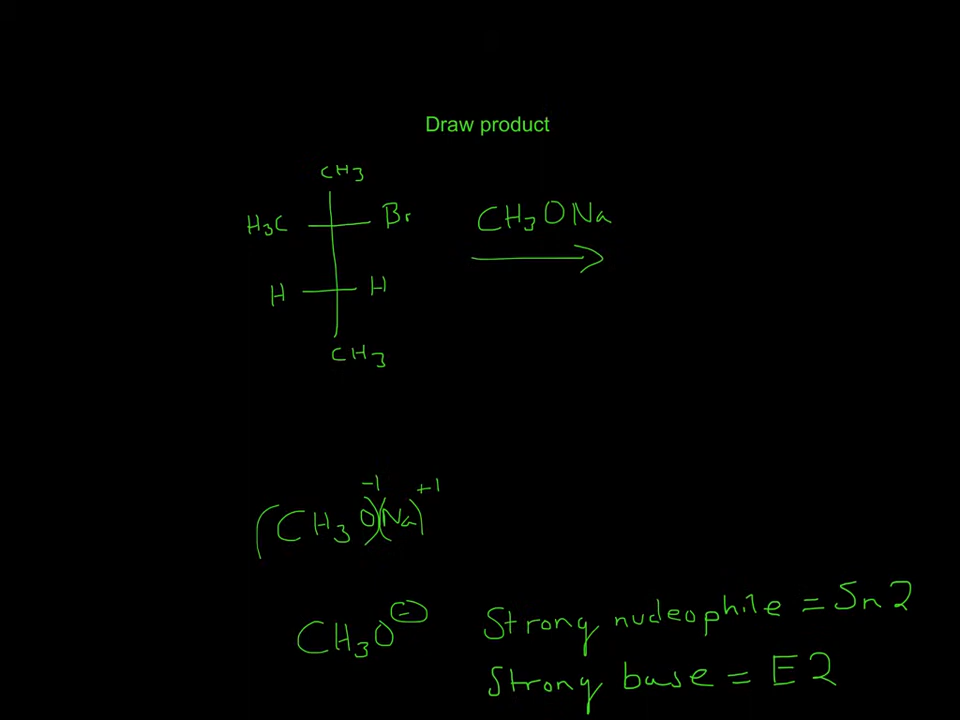 Draw product
CH3
H3C Br
CH3ONa
H H
CH3
(CH3O)⁻¹(Na)⁺¹
CH3O⊖
Strong nucleophile = Sn2
Strong base = E2